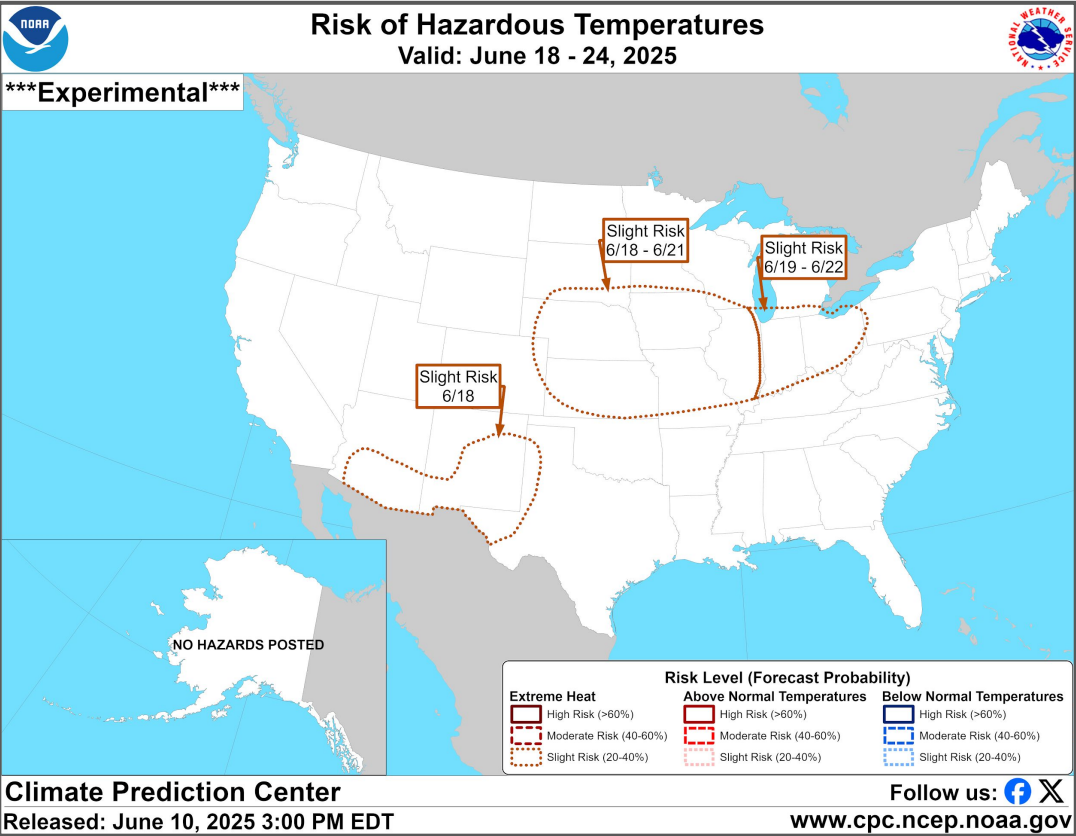 NOAA
Risk of Hazardous Temperatures
Valid: June 18 - 24, 2025
NATIONAL WEATHER SERVICE
***Experimental***
Slight Risk
6/18 - 6/21
Slight Risk
6/19 - 6/22
Slight Risk
6/18
NO HAZARDS POSTED
Risk Level (Forecast Probability)
Extreme Heat
High Risk (>60%)
Moderate Risk (40-60%)
Slight Risk (20-40%)
Above Normal Temperatures
High Risk (>60%)
Moderate Risk (40-60%)
Slight Risk (20-40%)
Below Normal Temperatures
High Risk (>60%)
Moderate Risk (40-60%)
Slight Risk (20-40%)
Climate Prediction Center
Follow us:
Released: June 10, 2025 3:00 PM EDT
www.cpc.ncep.noaa.gov